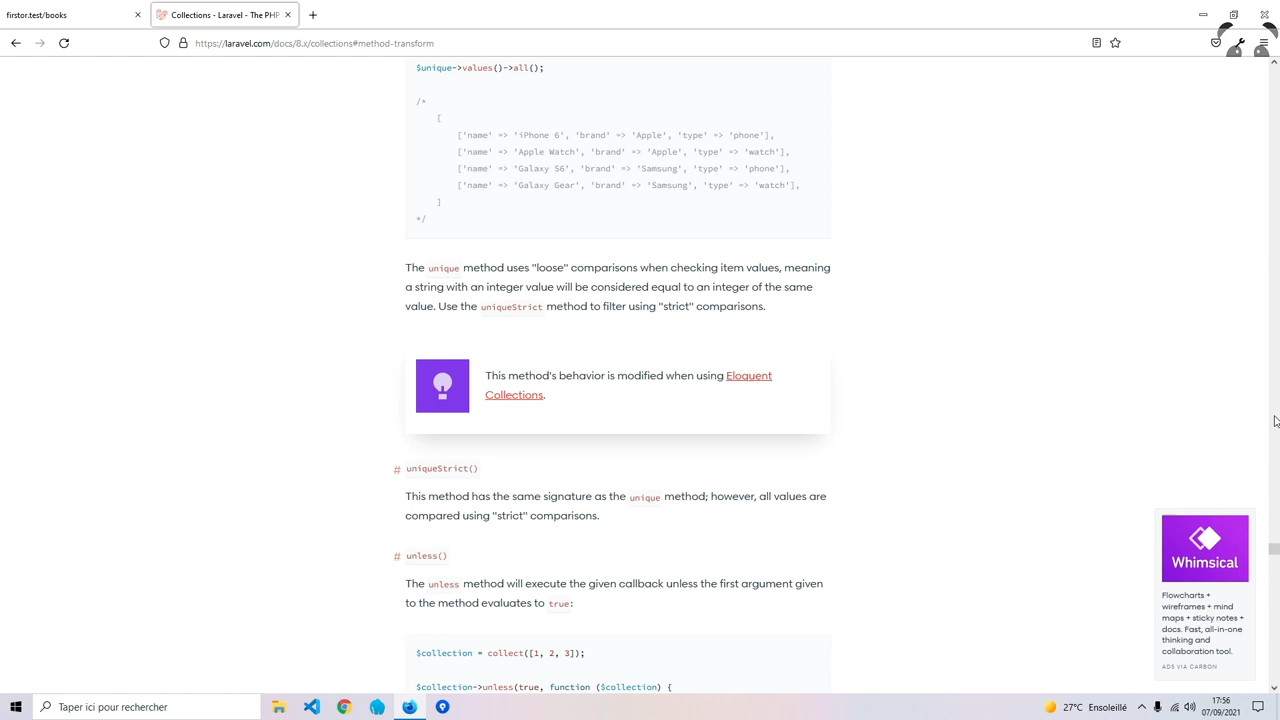 firstor.test/books
Collections - Laravel - The PHP
https://laravel.com/docs/8.x/collections#method-transform
$unique->values()->all();
/*
[
['name' => 'iPhone 6', 'brand' => 'Apple', 'type' => 'phone'],
['name' => 'Apple Watch', 'brand' => 'Apple', 'type' => 'watch'],
['name' => 'Galaxy S6', 'brand' => 'Samsung', 'type' => 'phone'],
['name' => 'Galaxy Gear', 'brand' => 'Samsung', 'type' => 'watch'],
]
*/
The unique method uses "loose" comparisons when checking item values, meaning
a string with an integer value will be considered equal to an integer of the same
value. Use the uniqueStrict method to filter using "strict" comparisons.
This method's behavior is modified when using Eloquent
Collections.
# uniqueStrict()
This method has the same signature as the unique method; however, all values are
compared using "strict" comparisons.
# unless()
The unless method will execute the given callback unless the first argument given
to the method evaluates to true:
$collection = collect([1, 2, 3]);
$collection->unless(true, function ($collection) {
Whimsical
Flowcharts +
wireframes + mind
maps + sticky notes +
docs. Fast, all-in-one
thinking and
collaboration tool.
ADS VIA CARBON
Taper ici pour rechercher
27°C Ensoleillé
17:56
07/09/2021